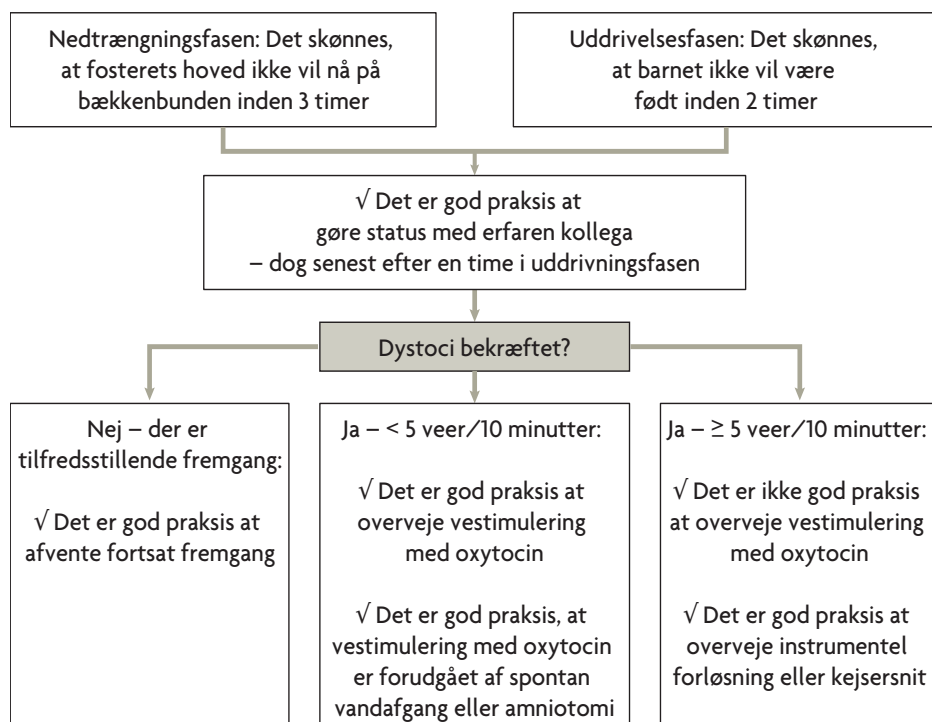 Nedtrængningsfasen: Det skønnes,
at fosterets hoved ikke vil nå på
bækkenbunden inden 3 timer
Uddrivelsesfasen: Det skønnes,
at barnet ikke vil være
født inden 2 timer
√ Det er god praksis at
gøre status med erfaren kollega
– dog senest efter en time i uddrivningsfasen
Dystoci bekræftet?
Nej – der er
tilfredsstillende fremgang:
√ Det er god praksis at
afvente fortsat fremgang
Ja – < 5 veer/10 minutter:
√ Det er god praksis at
overveje vestimulering
med oxytocin
√ Det er god praksis, at
vestimulering med oxytocin
er forudgået af spontan
vandafgang eller amniotomi
Ja – ≥ 5 veer/10 minutter:
√ Det er ikke god praksis
at overveje vestimulering
med oxytocin
√ Det er god praksis at
overveje instrumentel
forløsning eller kejsersnit